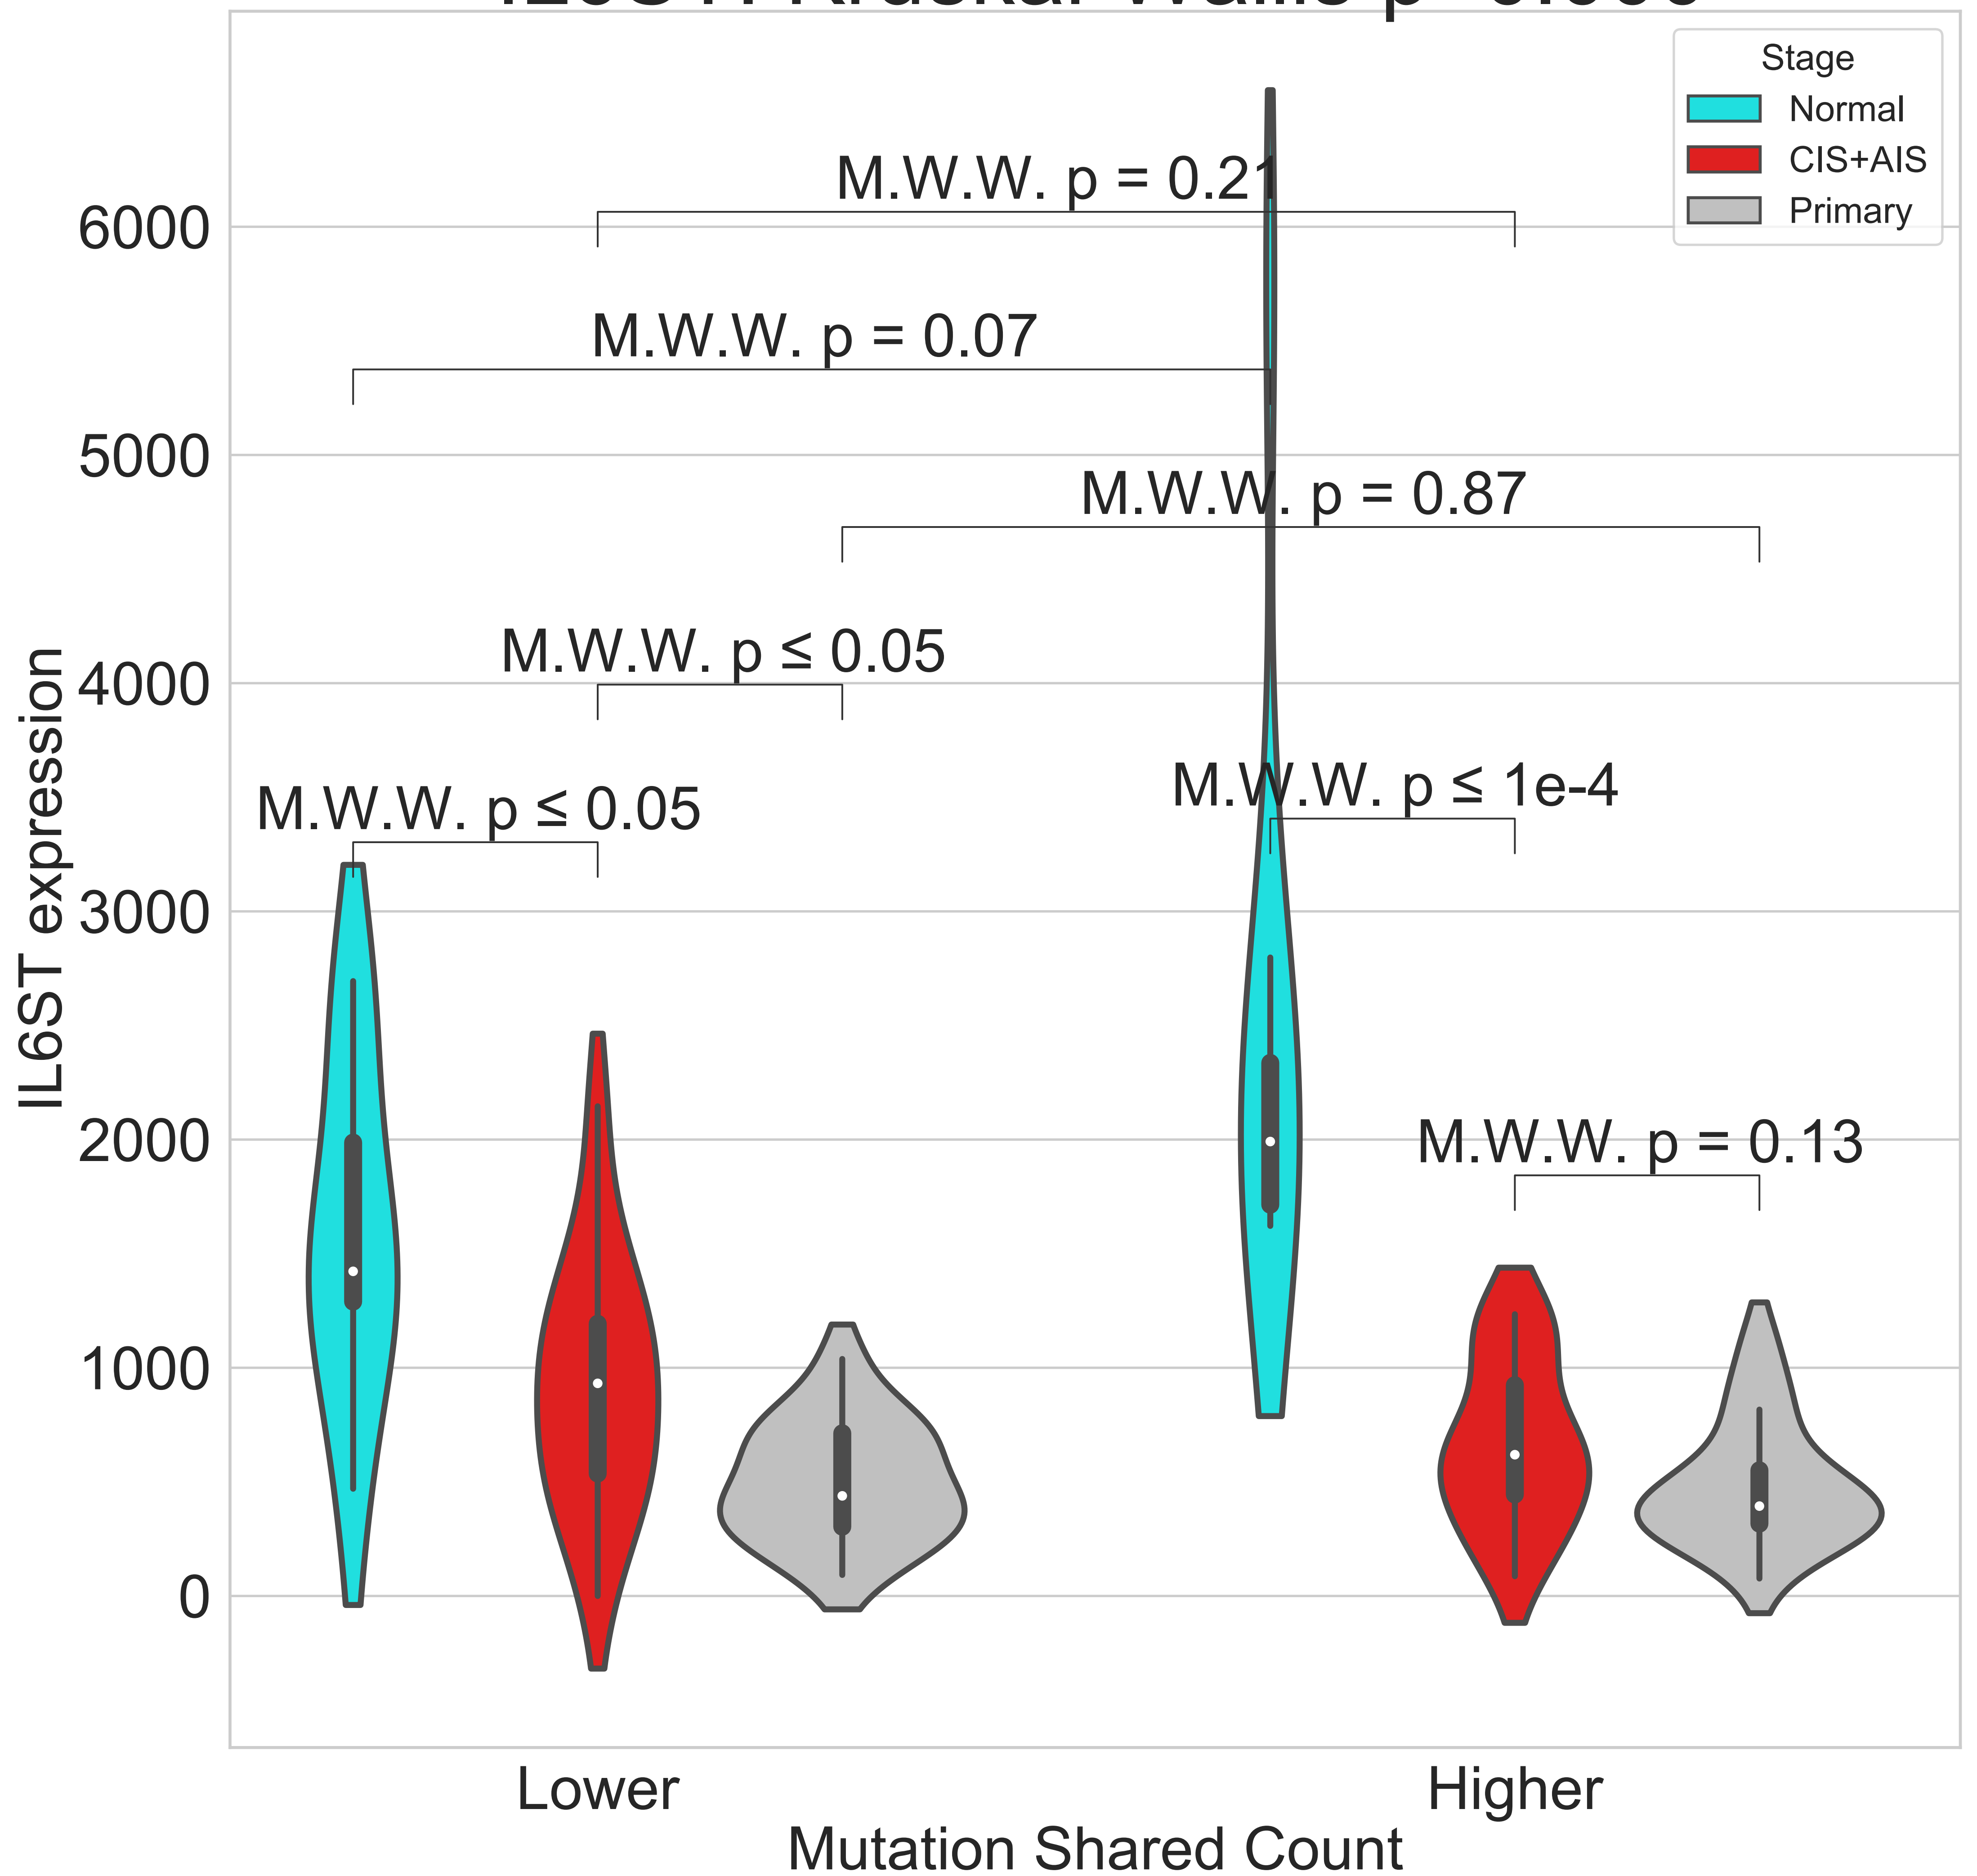 Stage
Normal
CIS+AIS
Primary
M.W.W. p = 0.21
M.W.W. p = 0.07
M.W.W. p = 0.87
M.W.W. p ≤ 0.05
M.W.W. p ≤ 1e-4
M.W.W. p ≤ 0.05
M.W.W. p = 0.13
6000
5000
4000
3000
2000
1000
0
IL6ST expression
Lower
Higher
Mutation Shared Count